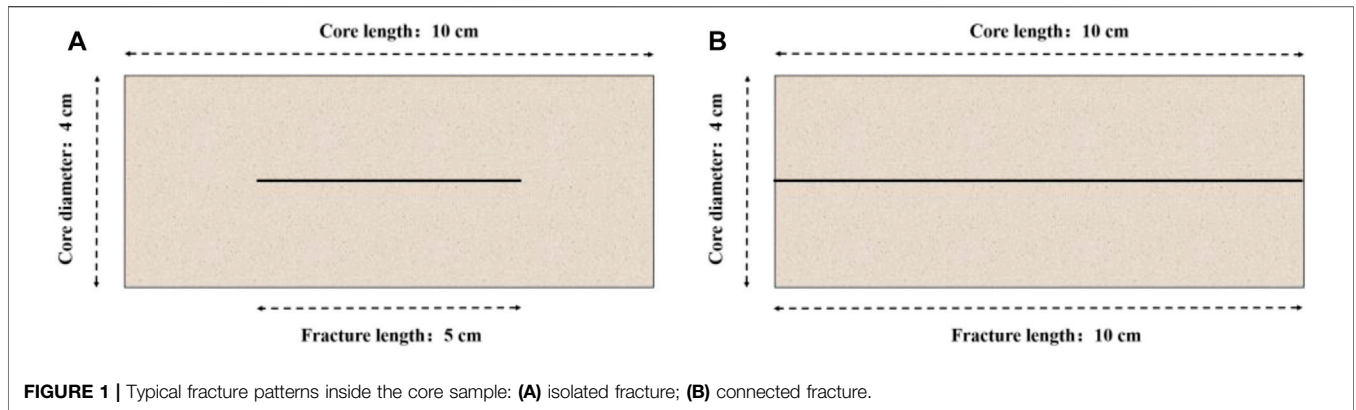 A
Core length： 10 cm
Core diameter： 4 cm
Fracture length： 5 cm
B
Core length： 10 cm
Core diameter： 4 cm
Fracture length： 10 cm
FIGURE 1 | Typical fracture patterns inside the core sample: (A) isolated fracture; (B) connected fracture.